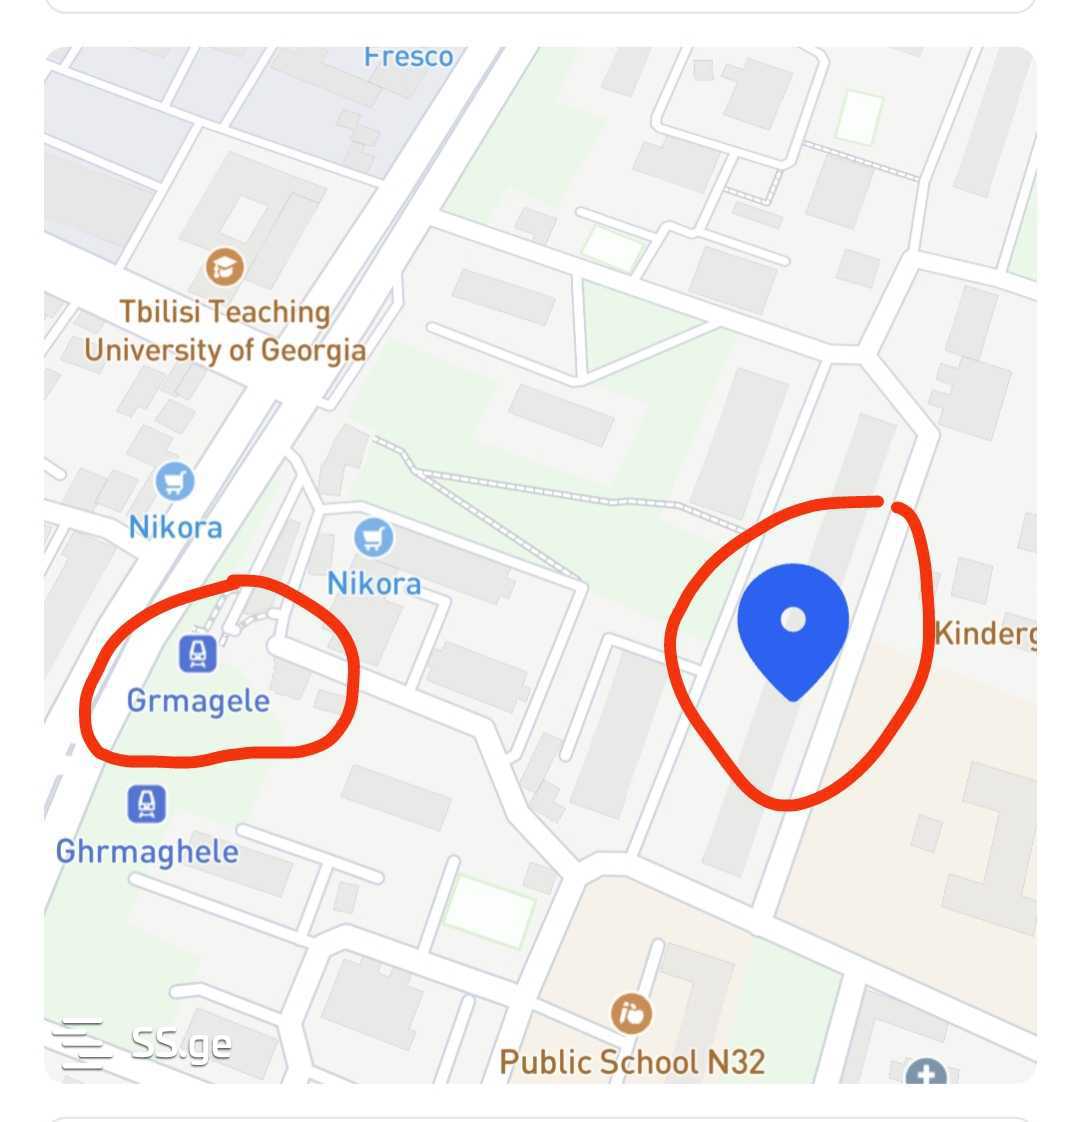 Fresco
Tbilisi Teaching
University of Georgia
Nikora
Nikora
Kinderg
Grmagele
Ghrmaghele
SS.ge
Public School N32